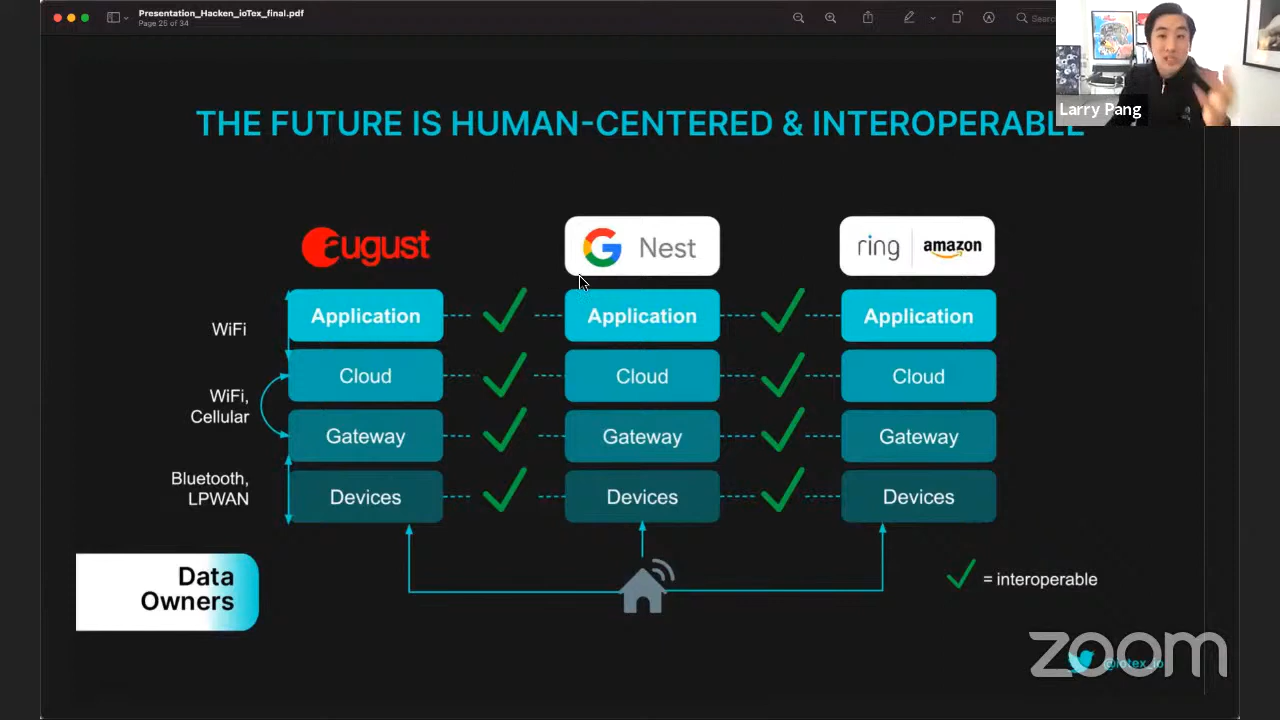 Presentation_Hacken_ioTex_final.pdf
Page 25 of 34
Searc
Larry Pang
THE FUTURE IS HUMAN-CENTERED & INTEROPERABLE
august
G Nest
ring
amazon
WiFi
Application
Application
Application
WiFi,
Cellular
Cloud
Cloud
Cloud
Gateway
Gateway
Gateway
Bluetooth,
LPWAN
Devices
Devices
Devices
Data
Owners
= interoperable
zoom
@iotex_io